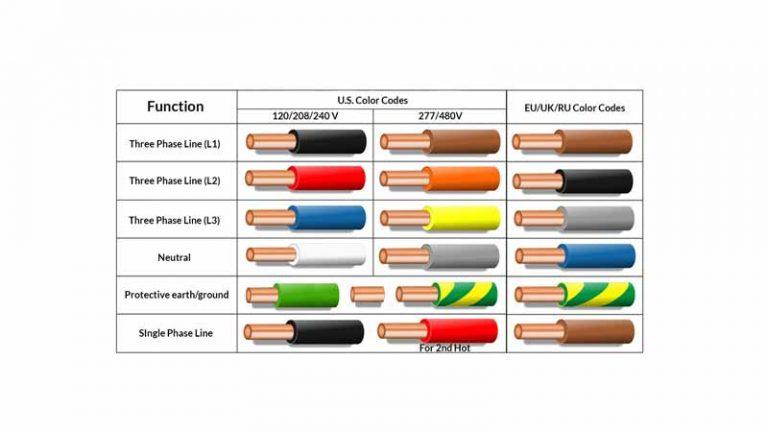 Function
U.S. Color Codes
120/208/240 V
277/480V
EU/UK/RU Color Codes
Three Phase Line (L1)
Three Phase Line (L2)
Three Phase Line (L3)
Neutral
Protective earth/ground
SIngle Phase Line
For 2nd Hot